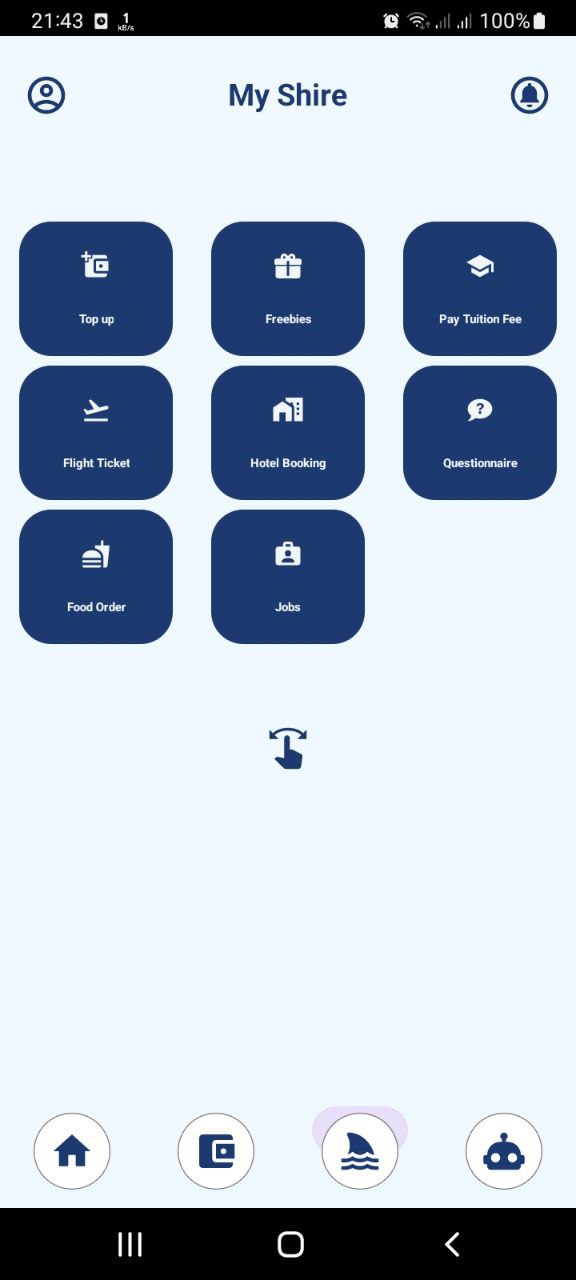 21:43 1 kB/s 100%
My Shire
Top up Freebies Pay Tuition Fee
Flight Ticket Hotel Booking Questionnaire
Food Order Jobs